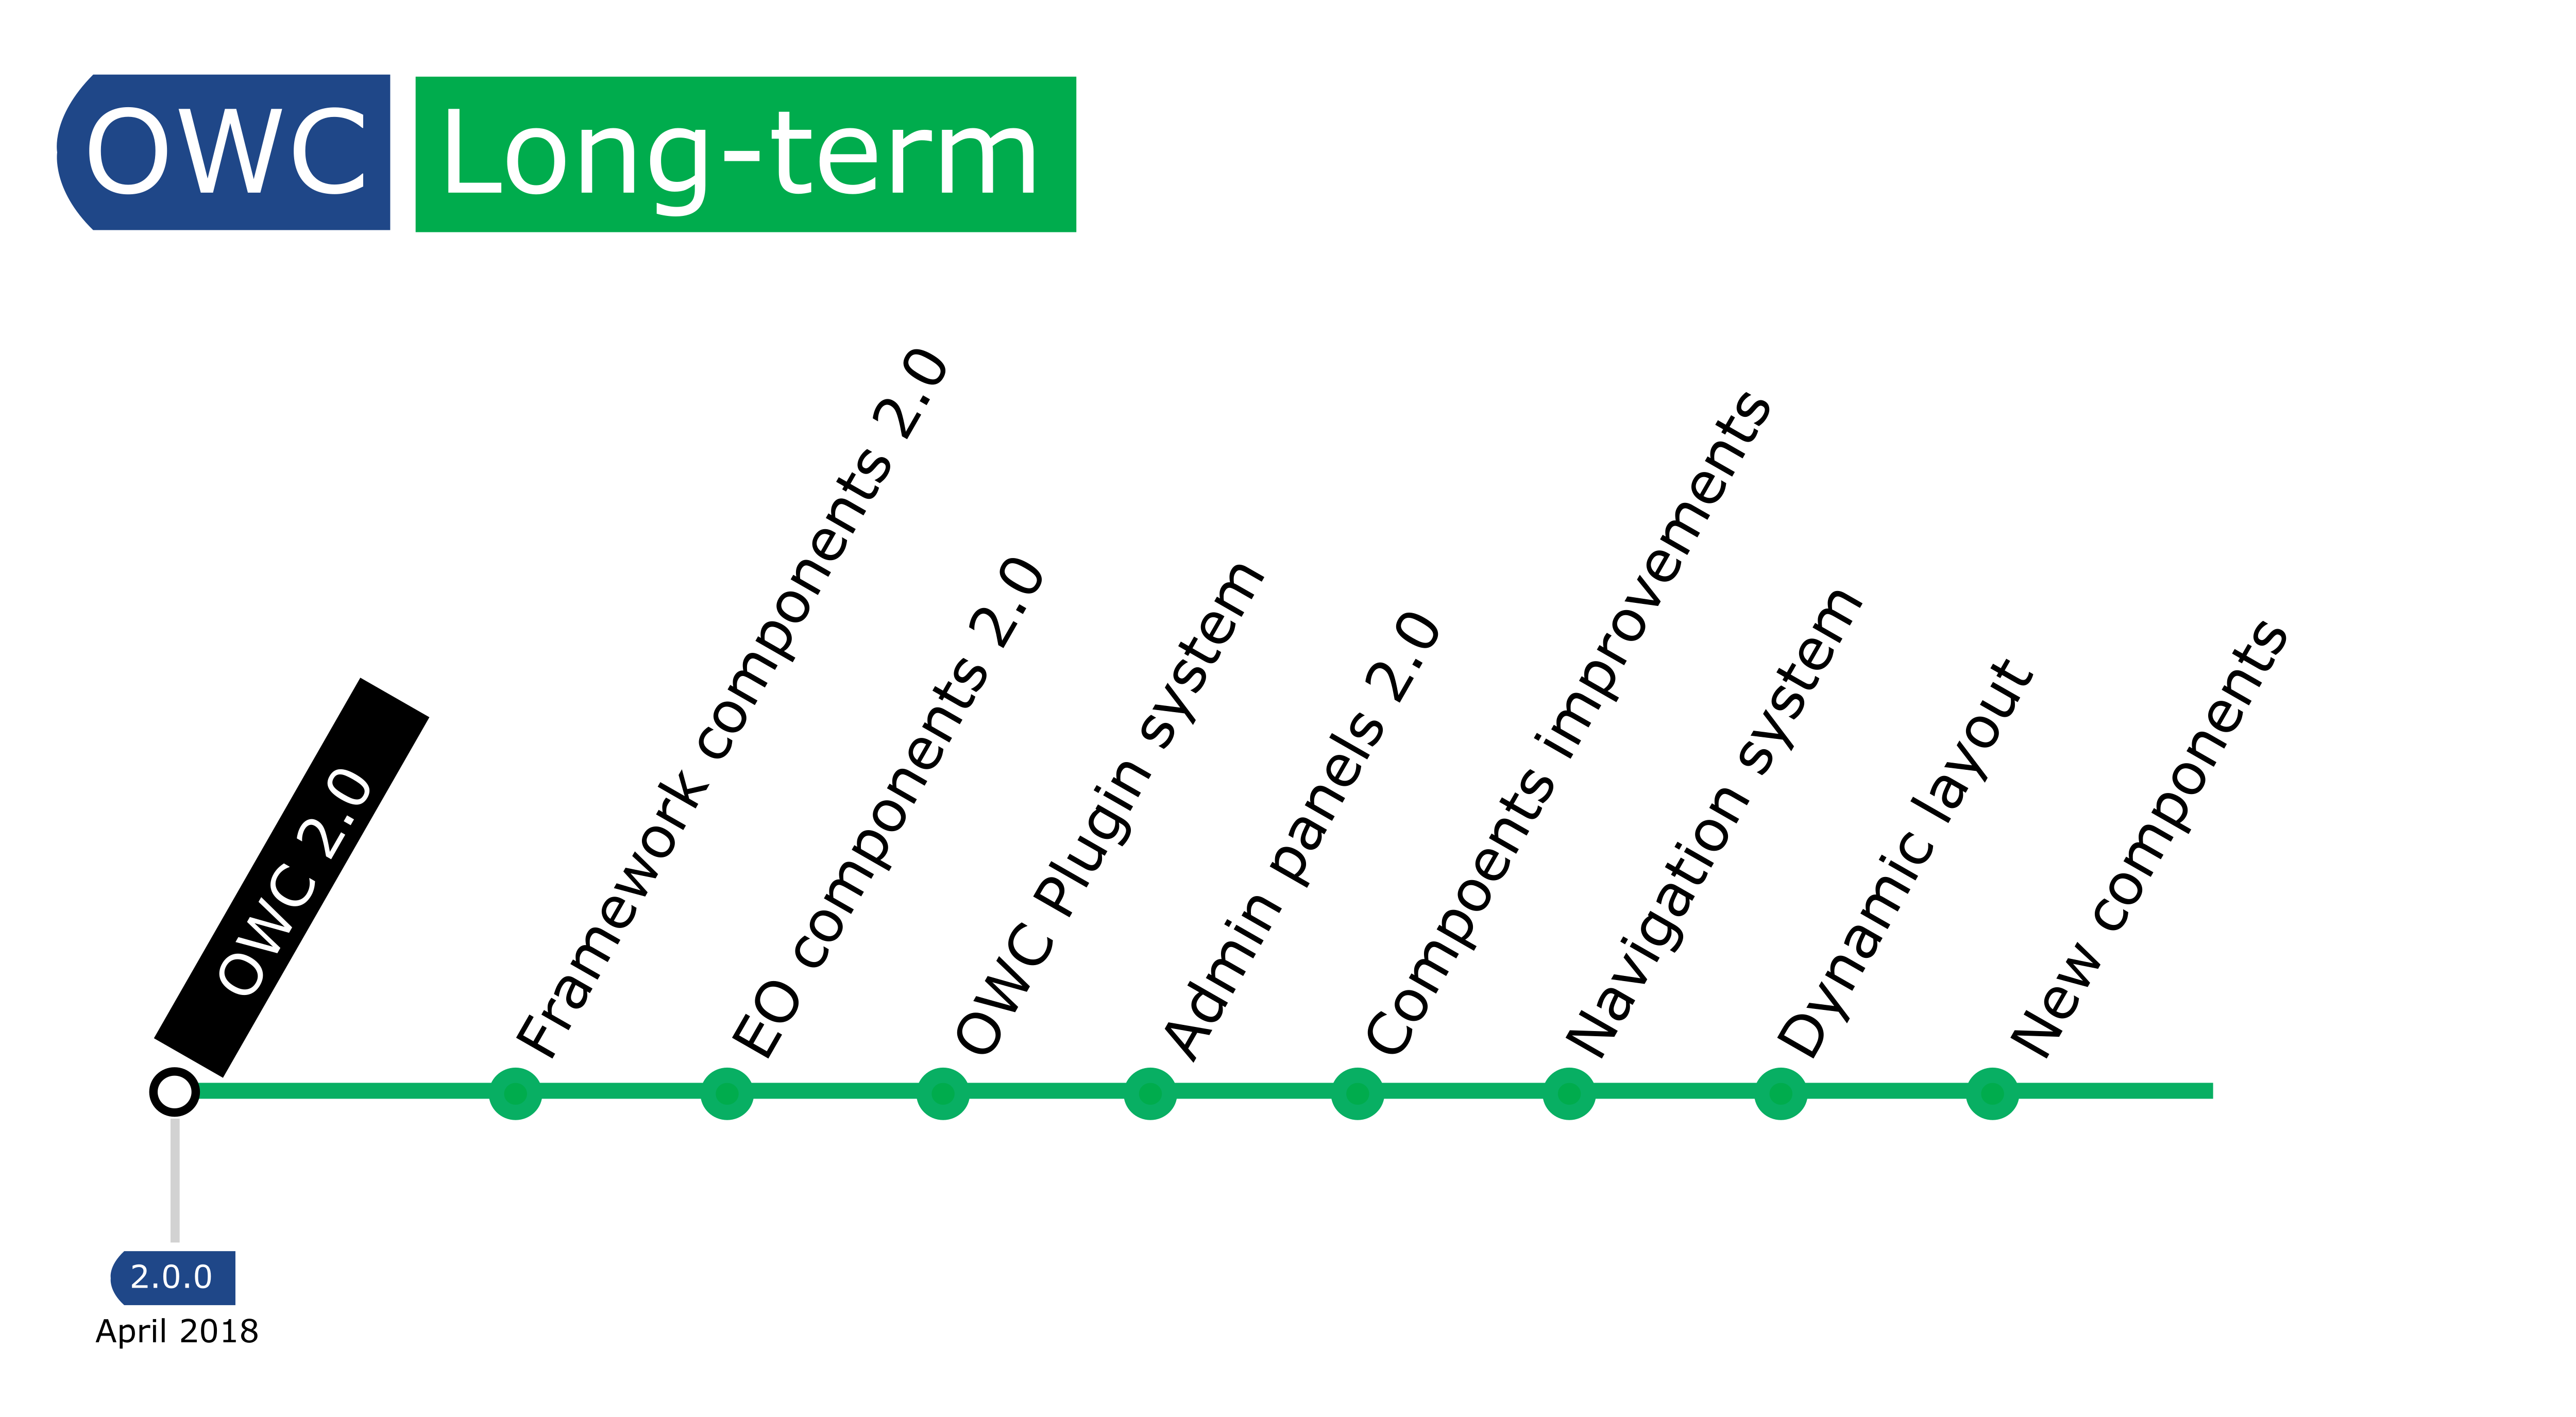 OWC
Long-term
OWC 2.0
Framework components 2.0
EO components 2.0
OWC Plugin system
Admin panels 2.0
Compoents improvements
Navigation system
Dynamic layout
New components
2.0.0
April 2018